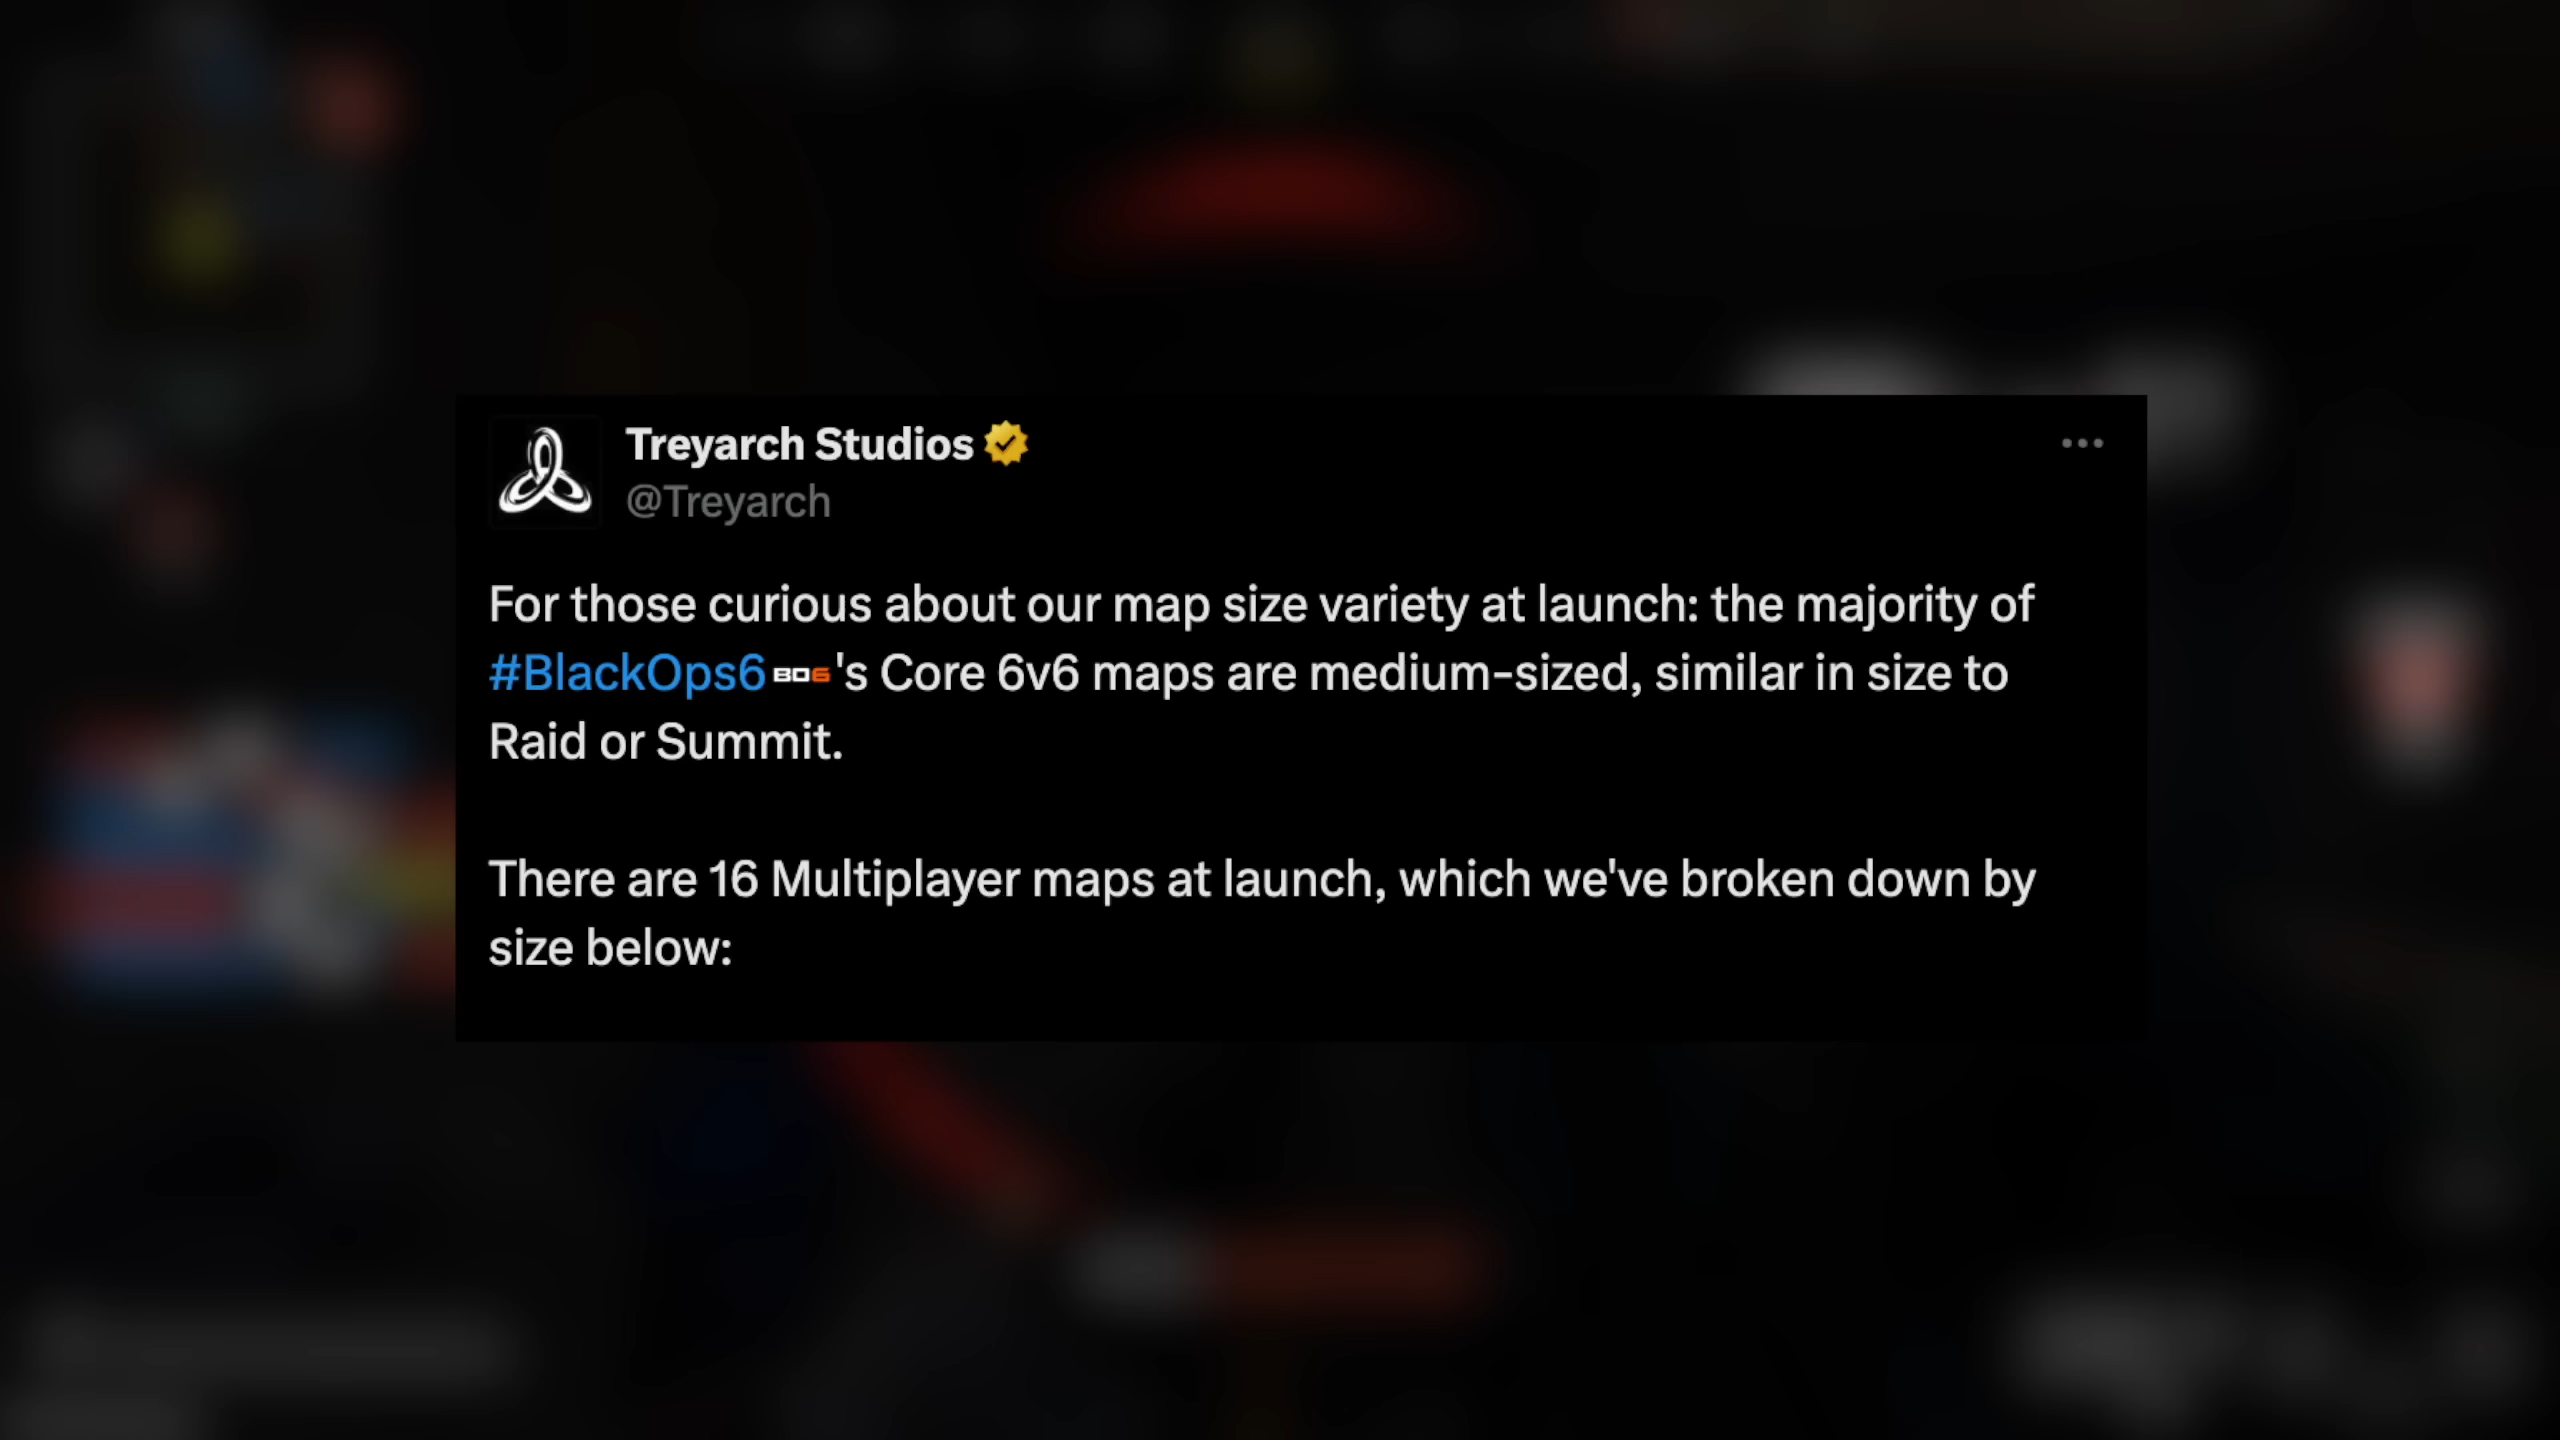 Treyarch Studios
@Treyarch
For those curious about our map size variety at launch: the majority of
#BlackOps6 BO6's Core 6v6 maps are medium-sized, similar in size to
Raid or Summit.
There are 16 Multiplayer maps at launch, which we've broken down by
size below: